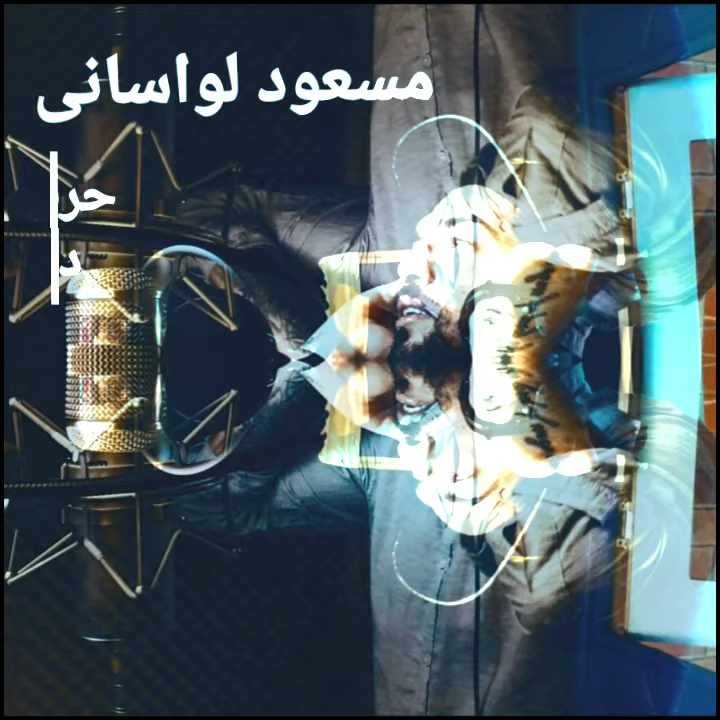 مسعود لواسانی
حر
د